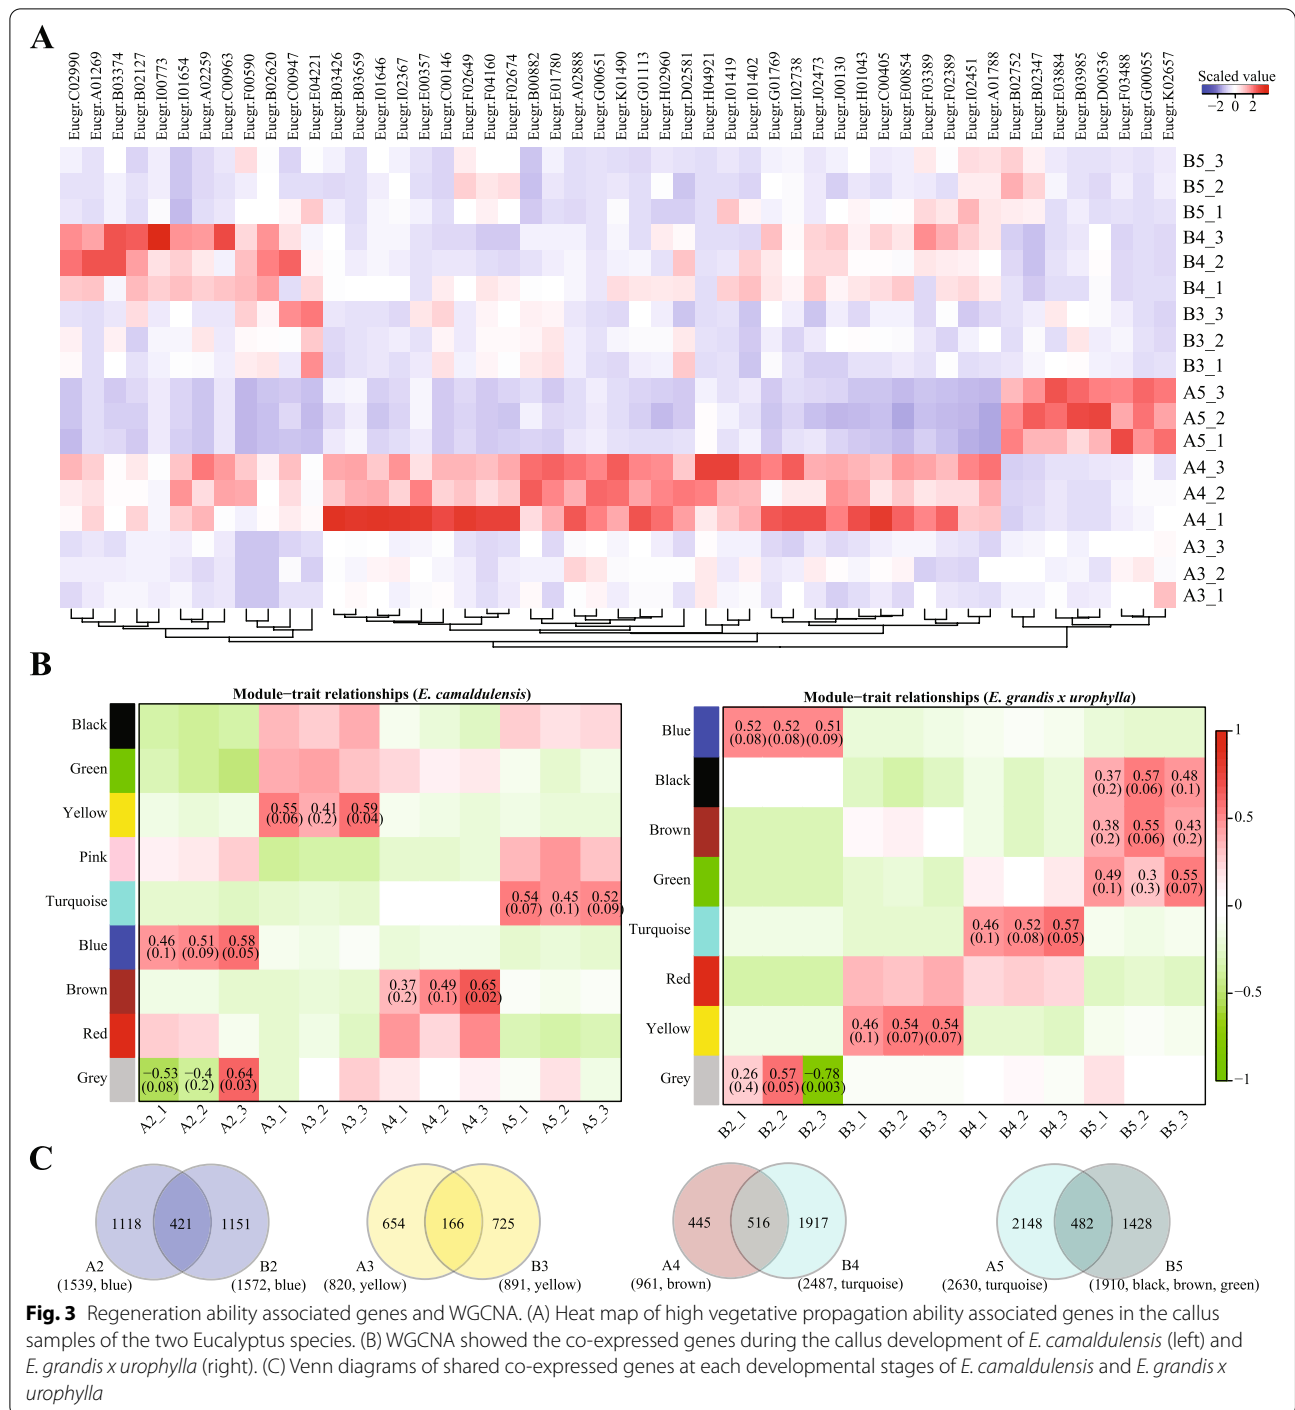 A
Eucgr.C02990
Eucgr.A01269
Eucgr.B03374
Eucgr.B02127
Eucgr.I00773
Eucgr.I01654
Eucgr.A02259
Eucgr.C00963
Eucgr.F00590
Eucgr.B02620
Eucgr.C00947
Eucgr.E04221
Eucgr.B03426
Eucgr.B03659
Eucgr.I01646
Eucgr.I02367
Eucgr.E00357
Eucgr.C00146
Eucgr.F02649
Eucgr.F04160
Eucgr.F02674
Eucgr.B00882
Eucgr.E01780
Eucgr.A02888
Eucgr.G00651
Eucgr.K01490
Eucgr.G01113
Eucgr.H02960
Eucgr.D02581
Eucgr.H04921
Eucgr.I01419
Eucgr.I01402
Eucgr.G01769
Eucgr.I02738
Eucgr.J02473
Eucgr.J00130
Eucgr.H01043
Eucgr.C00405
Eucgr.E00854
Eucgr.F03389
Eucgr.F02389
Eucgr.I02451
Eucgr.A01788
Eucgr.B02752
Eucgr.B02347
Eucgr.E03884
Eucgr.B03985
Eucgr.D00536
Eucgr.F03488
Eucgr.G00055
Eucgr.K02657
Scaled value
−2 0 2
B5_3
B5_2
B5_1
B4_3
B4_2
B4_1
B3_3
B3_2
B3_1
A5_3
A5_2
A5_1
A4_3
A4_2
A4_1
A3_3
A3_2
A3_1
B
Module−trait relationships (E. camaldulensis)
Black
Green
Yellow 0.55 0.41 0.59
(0.06) (0.2) (0.04)
Pink
Turquoise 0.54 0.45 0.52
(0.07) (0.1) (0.09)
Blue 0.46 0.51 0.58
(0.1) (0.09) (0.05)
Brown 0.37 0.49 0.65
(0.2) (0.1) (0.02)
Red
Grey −0.53 −0.4 0.64
(0.08) (0.2) (0.03)
A2_1 A2_2 A2_3 A3_1 A3_2 A3_3 A4_1 A4_2 A4_3 A5_1 A5_2 A5_3
Module−trait relationships (E. grandis x urophylla)
Blue 0.52 0.52 0.51
(0.08) (0.08) (0.09)
Black 0.37 0.57 0.48
(0.2) (0.06) (0.1)
Brown 0.38 0.55 0.43
(0.2) (0.06) (0.2)
Green 0.49 0.3 0.55
(0.1) (0.3) (0.07)
Turquoise 0.46 0.52 0.57
(0.1) (0.08) (0.05)
Red
Yellow 0.46 0.54 0.54
(0.1) (0.07) (0.07)
Grey 0.26 0.57 −0.78
(0.4) (0.05) (0.003)
B2_1 B2_2 B2_3 B3_1 B3_2 B3_3 B4_1 B4_2 B4_3 B5_1 B5_2 B5_3
1
0.5
0
−0.5
−1
C
1118 421 1151
A2 B2
(1539, blue) (1572, blue)
654 166 725
A3 B3
(820, yellow) (891, yellow)
445 516 1917
A4 B4
(961, brown) (2487, turquoise)
2148 482 1428
A5 B5
(2630, turquoise) (1910, black, brown, green)
Fig. 3 Regeneration ability associated genes and WGCNA. (A) Heat map of high vegetative propagation ability associated genes in the callus
samples of the two Eucalyptus species. (B) WGCNA showed the co-expressed genes during the callus development of E. camaldulensis (left) and
E. grandis x urophylla (right). (C) Venn diagrams of shared co-expressed genes at each developmental stages of E. camaldulensis and E. grandis x
urophylla